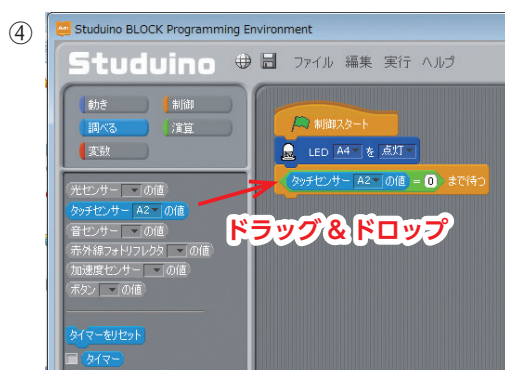 ④
Studuino BLOCK Programming Environment
Studuino ファイル 編集 実行 ヘルプ
動き 制御
調べる 演算
変数
制御スタート
LED A4 を 点灯
タッチセンサー A2 の値 = 0 まで待つ
光センサー の値
タッチセンサー A2 の値
音センサー の値
赤外線フォトリフレクタ の値
加速度センサー の値
ボタン の値
ドラッグ&ドロップ
タイマーをリセット
タイマー